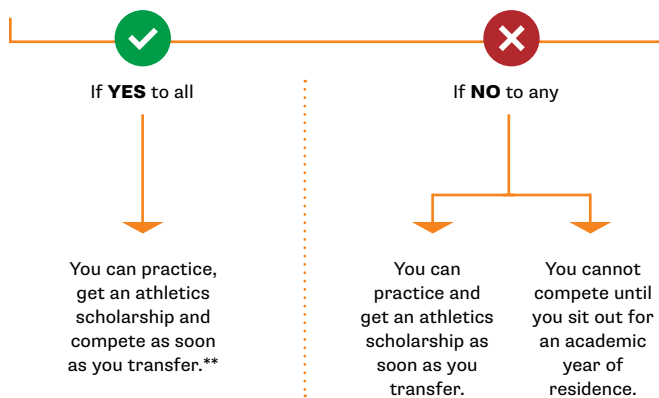 If YES to all
If NO to any
You can practice,
get an athletics
scholarship and
compete as soon
as you transfer.**
You can
practice and
get an athletics
scholarship as
soon as you
transfer.
You cannot
compete until
you sit out for
an academic
year of
residence.